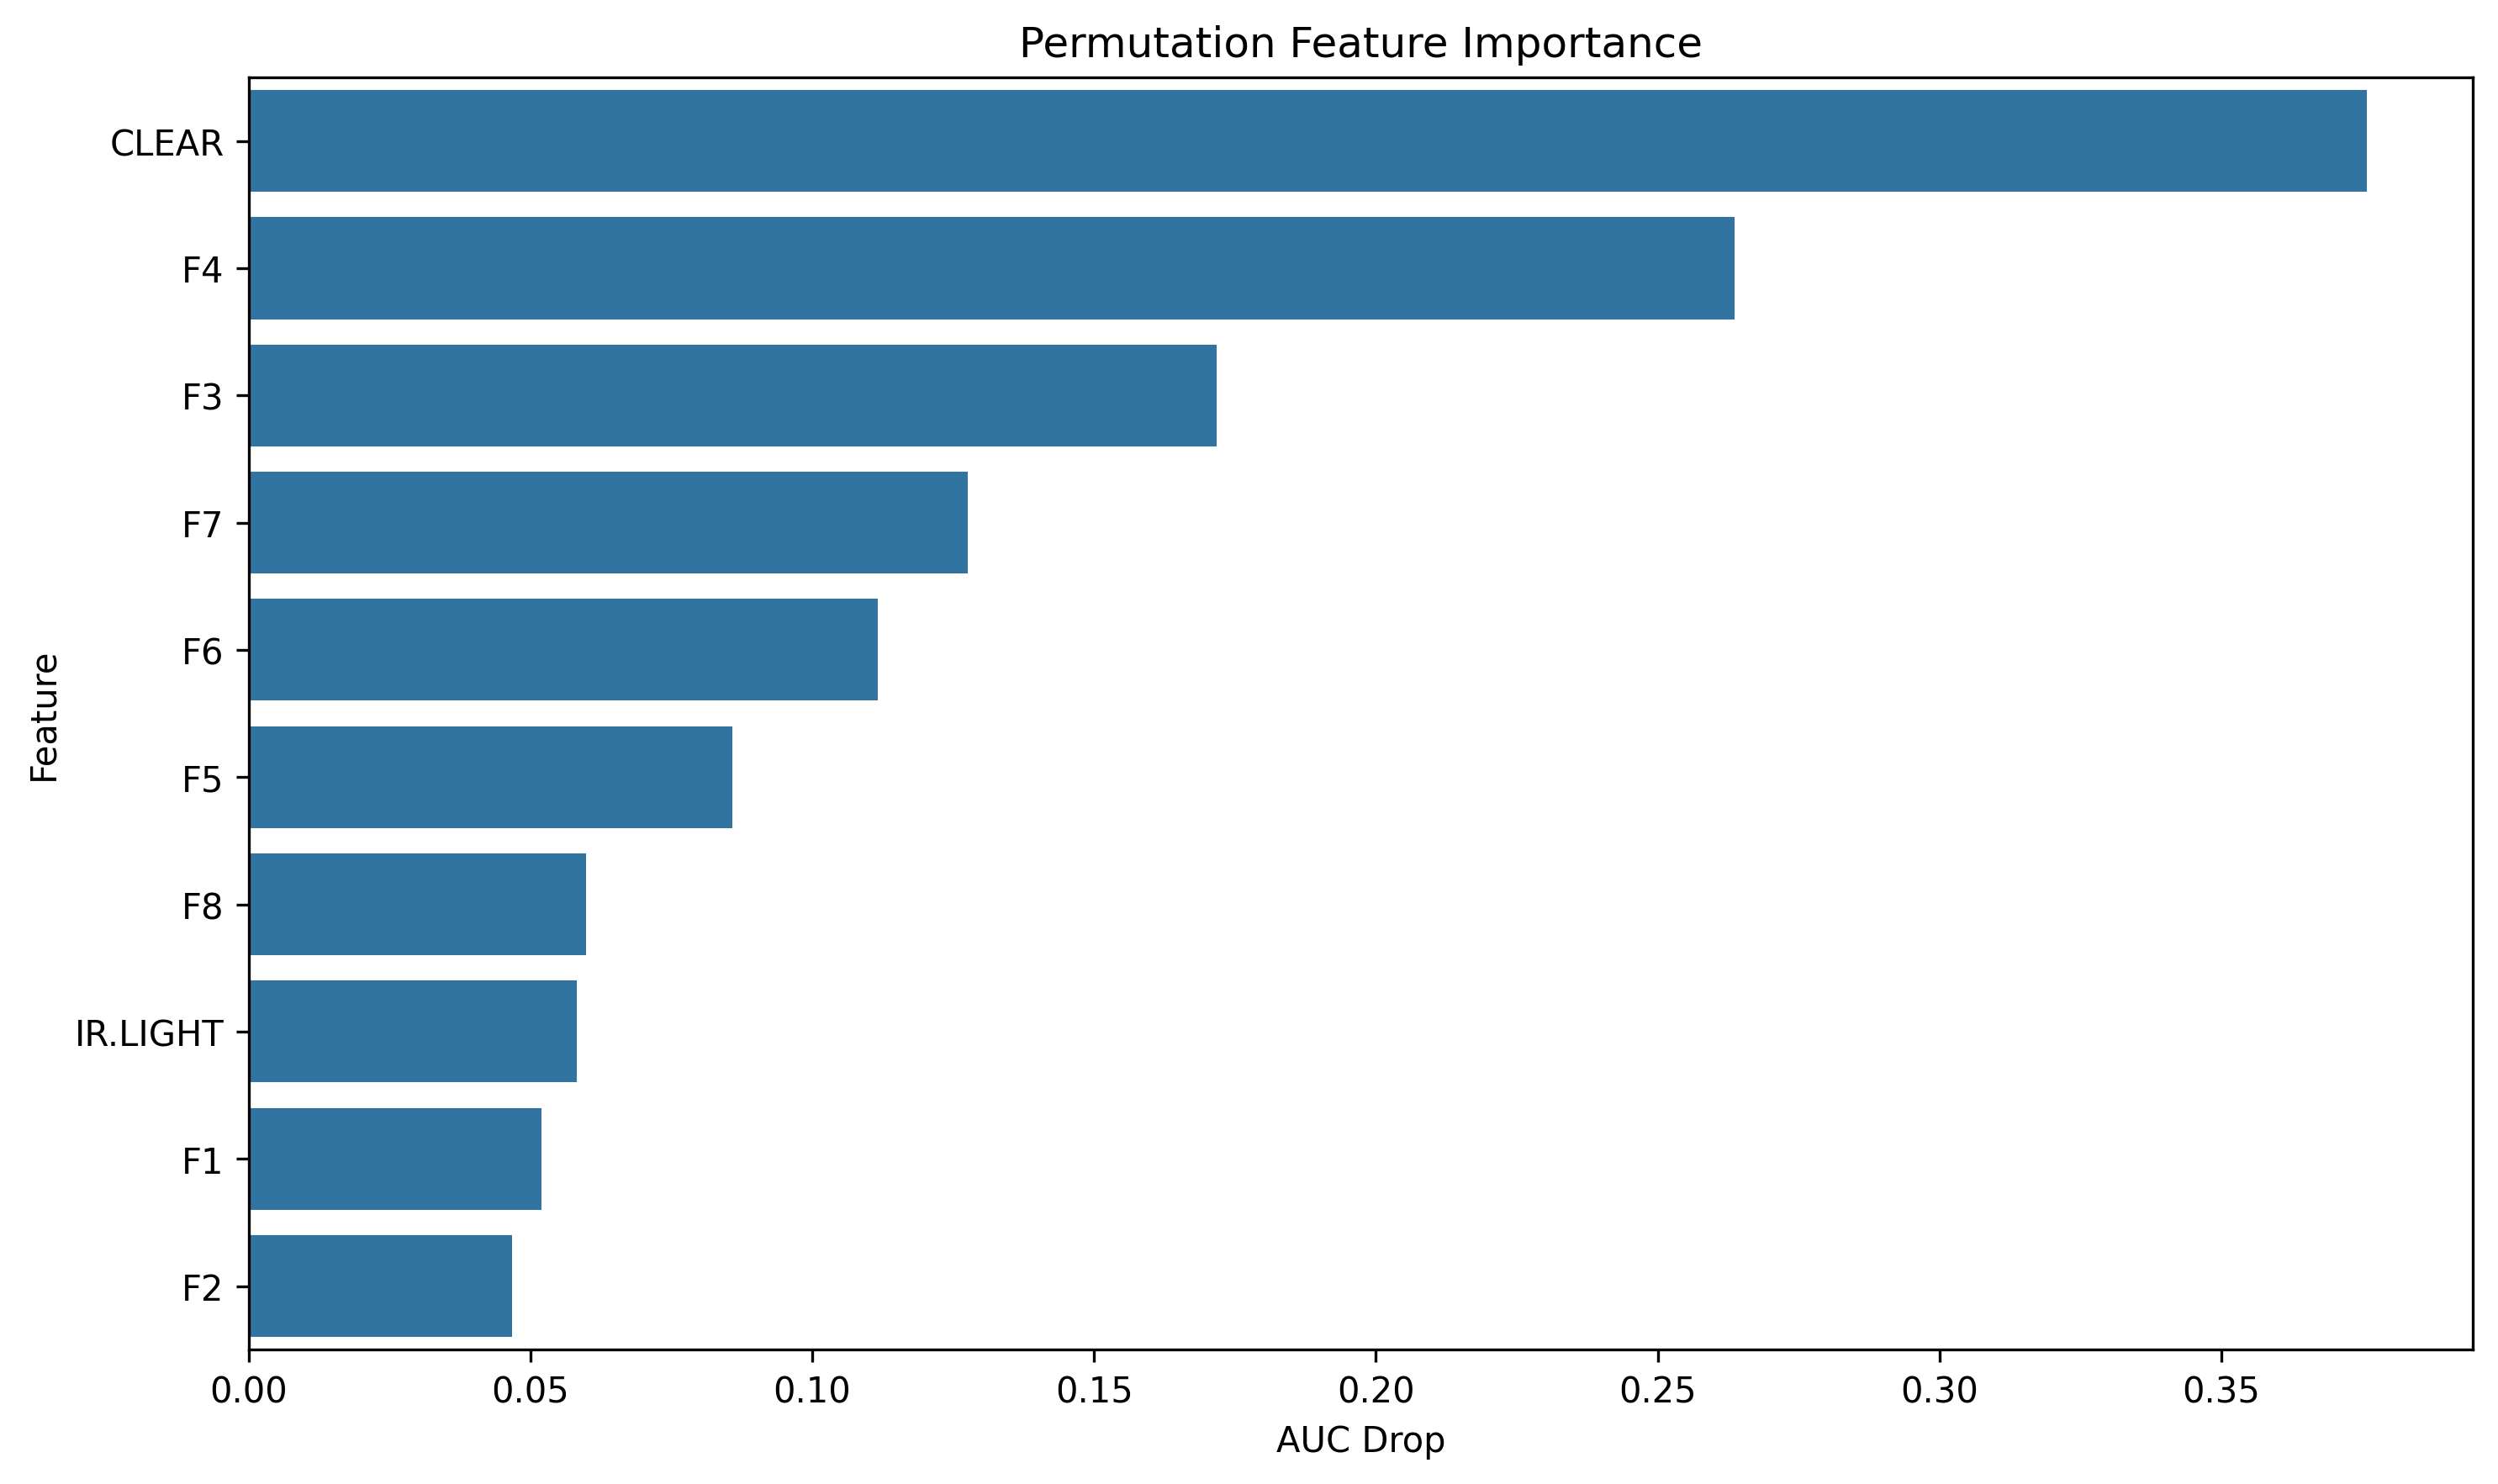 Permutation Feature Importance
CLEAR
F4
F3
F7
F6
F5
F8
IR.LIGHT
F1
F2
Feature
0.00 0.05 0.10 0.15 0.20 0.25 0.30 0.35
AUC Drop